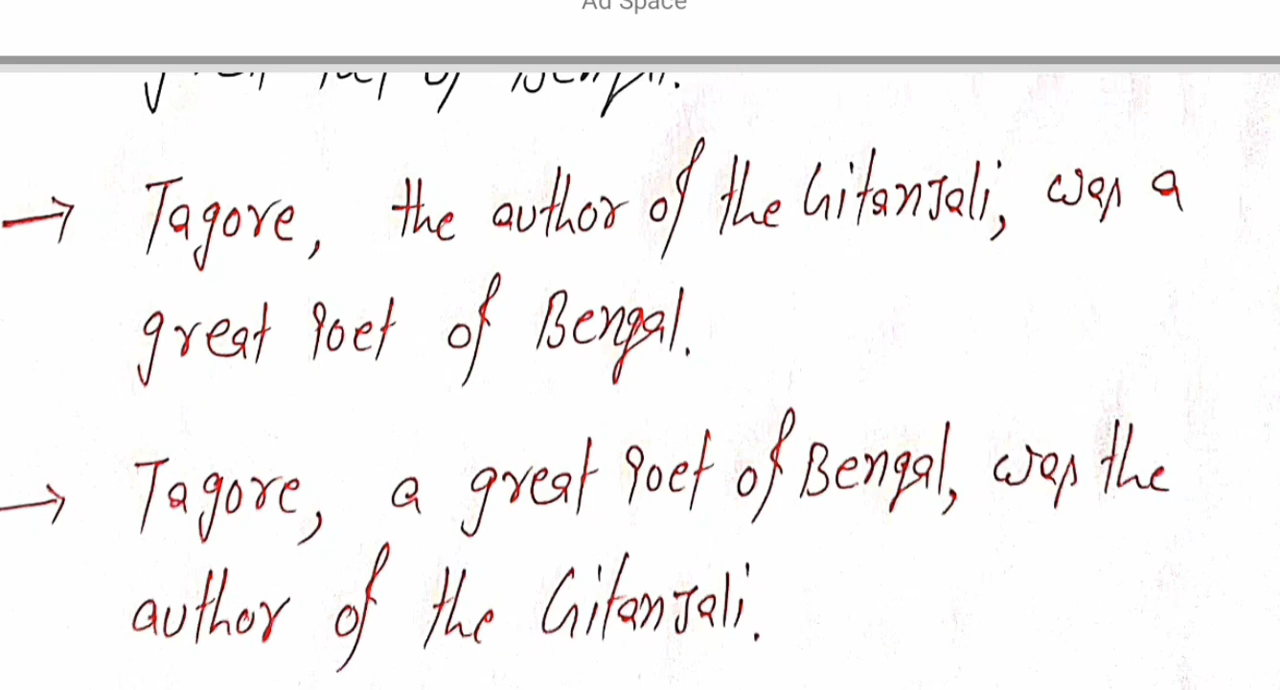 Ad Space
→ Tagore, the author of the GitanJali, was a
great Poet of Bengal.
→ Tagore, a great Poet of Bengal, was the
author of the GitanJali.